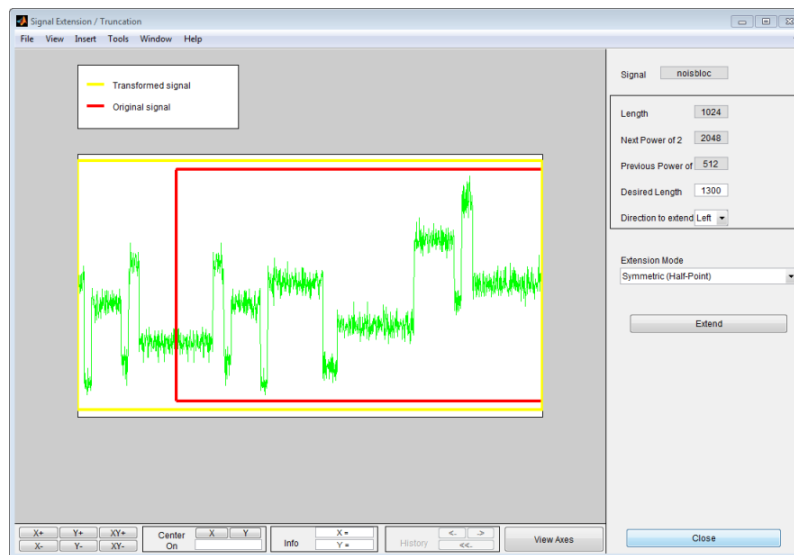 Signal Extension / Truncation
File View Insert Tools Window Help
Transformed signal
Original signal
Signal noisbloc
Length 1024
Next Power of 2 2048
Previous Power of 512
Desired Length 1300
Direction to extend Left
Extension Mode
Symmetric (Half-Point)
Extend
X+ Y+ XY+
X- Y- XY-
Center On X Y
Info X = Y =
History <- -> <<-
View Axes
Close